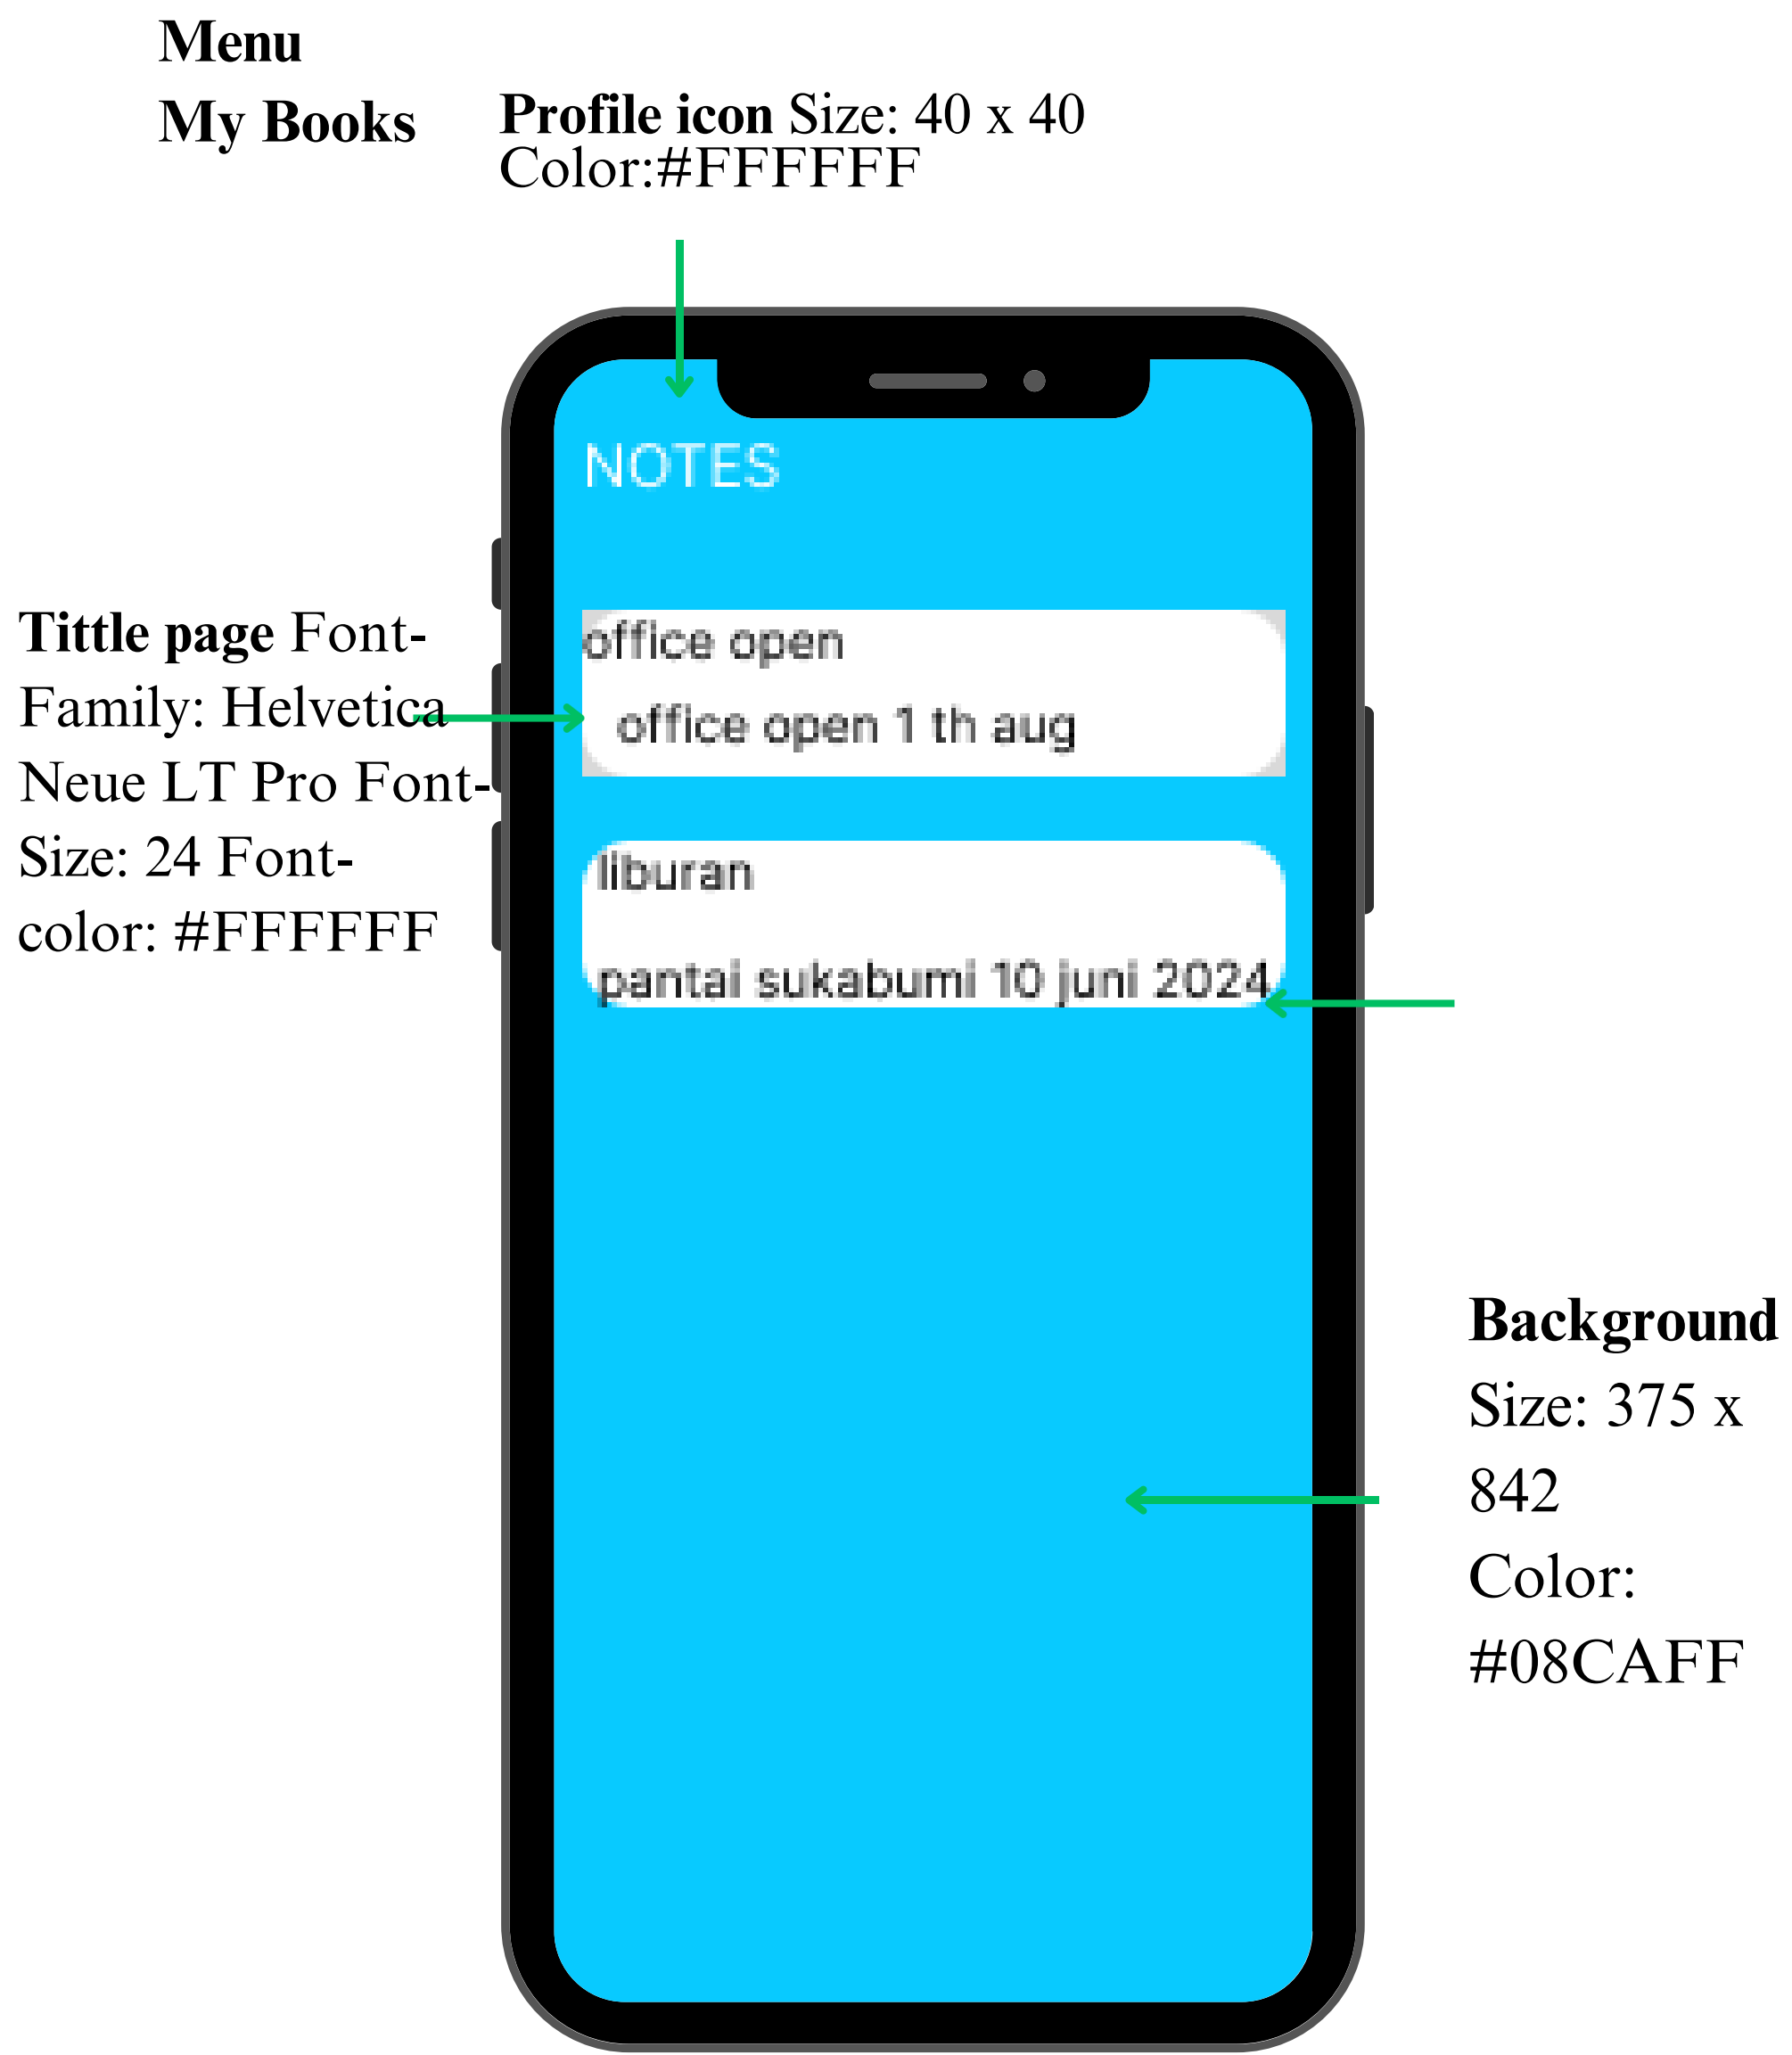 Menu
My Books
Profile icon Size: 40 x 40
Color:#FFFFFF
NOTES
office open
office open 1 th aug
Tittle page Font-
Family: Helvetica
Neue LT Pro Font-
Size: 24 Font-
color: #FFFFFF
liburan
pantai sukabumi 10 juni 2024
Background
Size: 375 x
842
Color:
#08CAFF